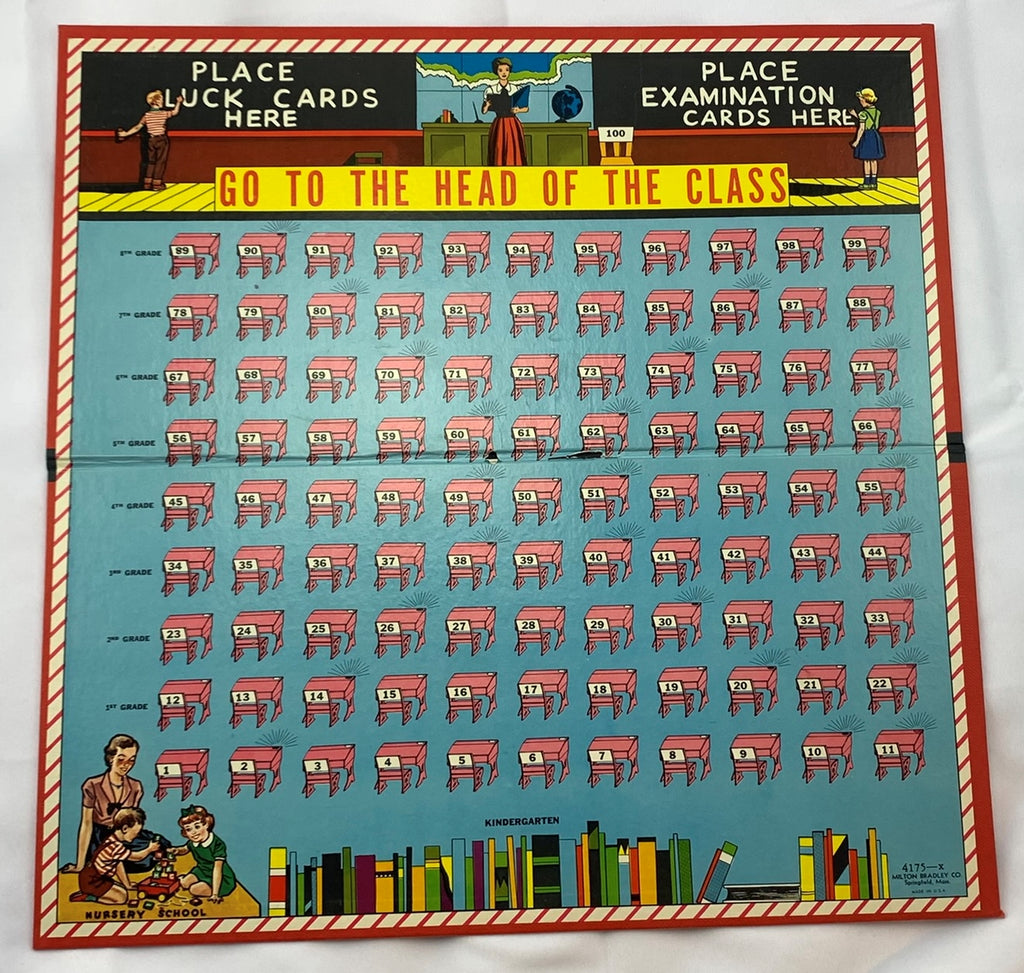 PLACE
LUCK CARDS
HERE
PLACE
EXAMINATION
CARDS HERE
100
GO TO THE HEAD OF THE CLASS
8TH GRADE 89 90 91 92 93 94 95 96 97 98 99
7TH GRADE 78 79 80 81 82 83 84 85 86 87 88
6TH GRADE 67 68 69 70 71 72 73 74 75 76 77
5TH GRADE 56 57 58 59 60 61 62 63 64 65 66
4TH GRADE 45 46 47 48 49 50 51 52 53 54 55
3RD GRADE 34 35 36 37 38 39 40 41 42 43 44
2ND GRADE 23 24 25 26 27 28 29 30 31 32 33
1ST GRADE 12 13 14 15 16 17 18 19 20 21 22
1 2 3 4 5 6 7 8 9 10 11
KINDERGARTEN
NURSERY SCHOOL
4175-X
MILTON BRADLEY CO.
Springfield, Mass.
MADE IN U.S.A.